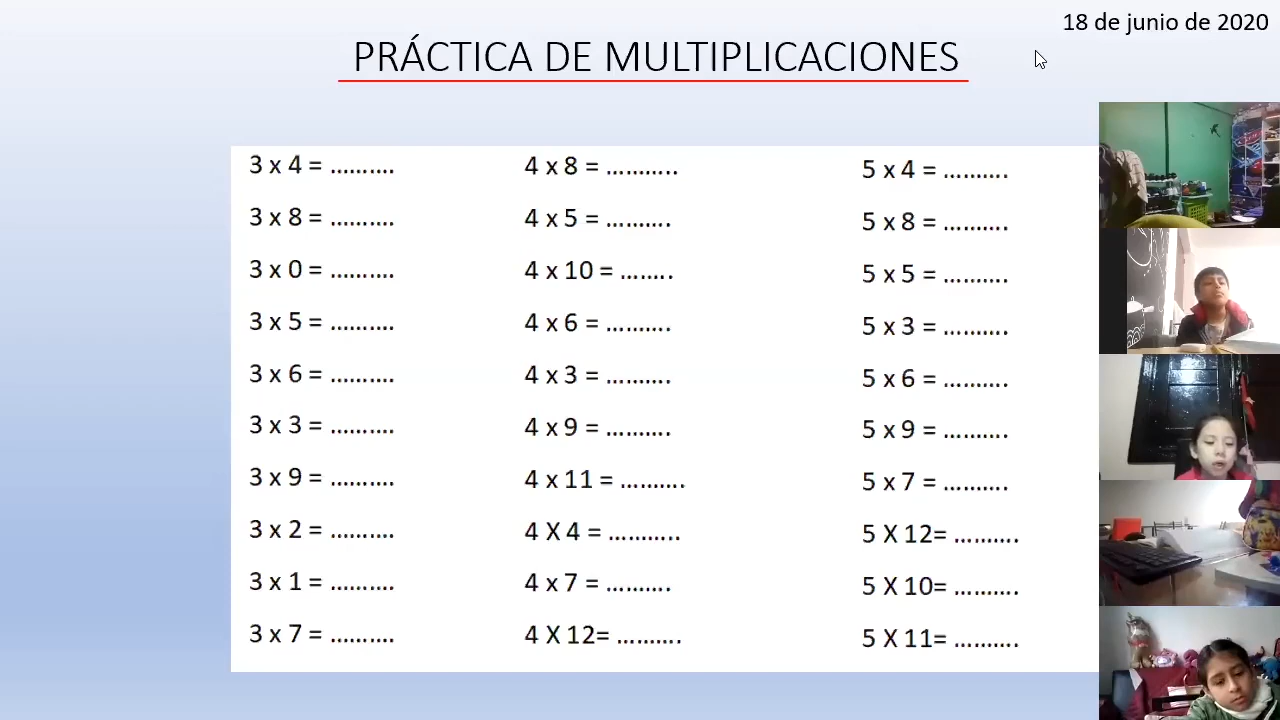 18 de junio de 2020
PRÁCTICA DE MULTIPLICACIONES
3 x 4 = ..........
3 x 8 = ..........
3 x 0 = ..........
3 x 5 = ..........
3 x 6 = ..........
3 x 3 = ..........
3 x 9 = ..........
3 x 2 = ..........
3 x 1 = ..........
3 x 7 = ..........
4 x 8 = ...........
4 x 5 = ..........
4 x 10 = ........
4 x 6 = ..........
4 x 3 = ..........
4 x 9 = ..........
4 x 11 = ..........
4 X 4 = ...........
4 x 7 = ..........
4 X 12= ..........
5 x 4 = ..........
5 x 8 = ..........
5 x 5 = ..........
5 x 3 = ..........
5 x 6 = ..........
5 x 9 = ..........
5 x 7 = ..........
5 X 12= ..........
5 X 10= ..........
5 X 11= ..........